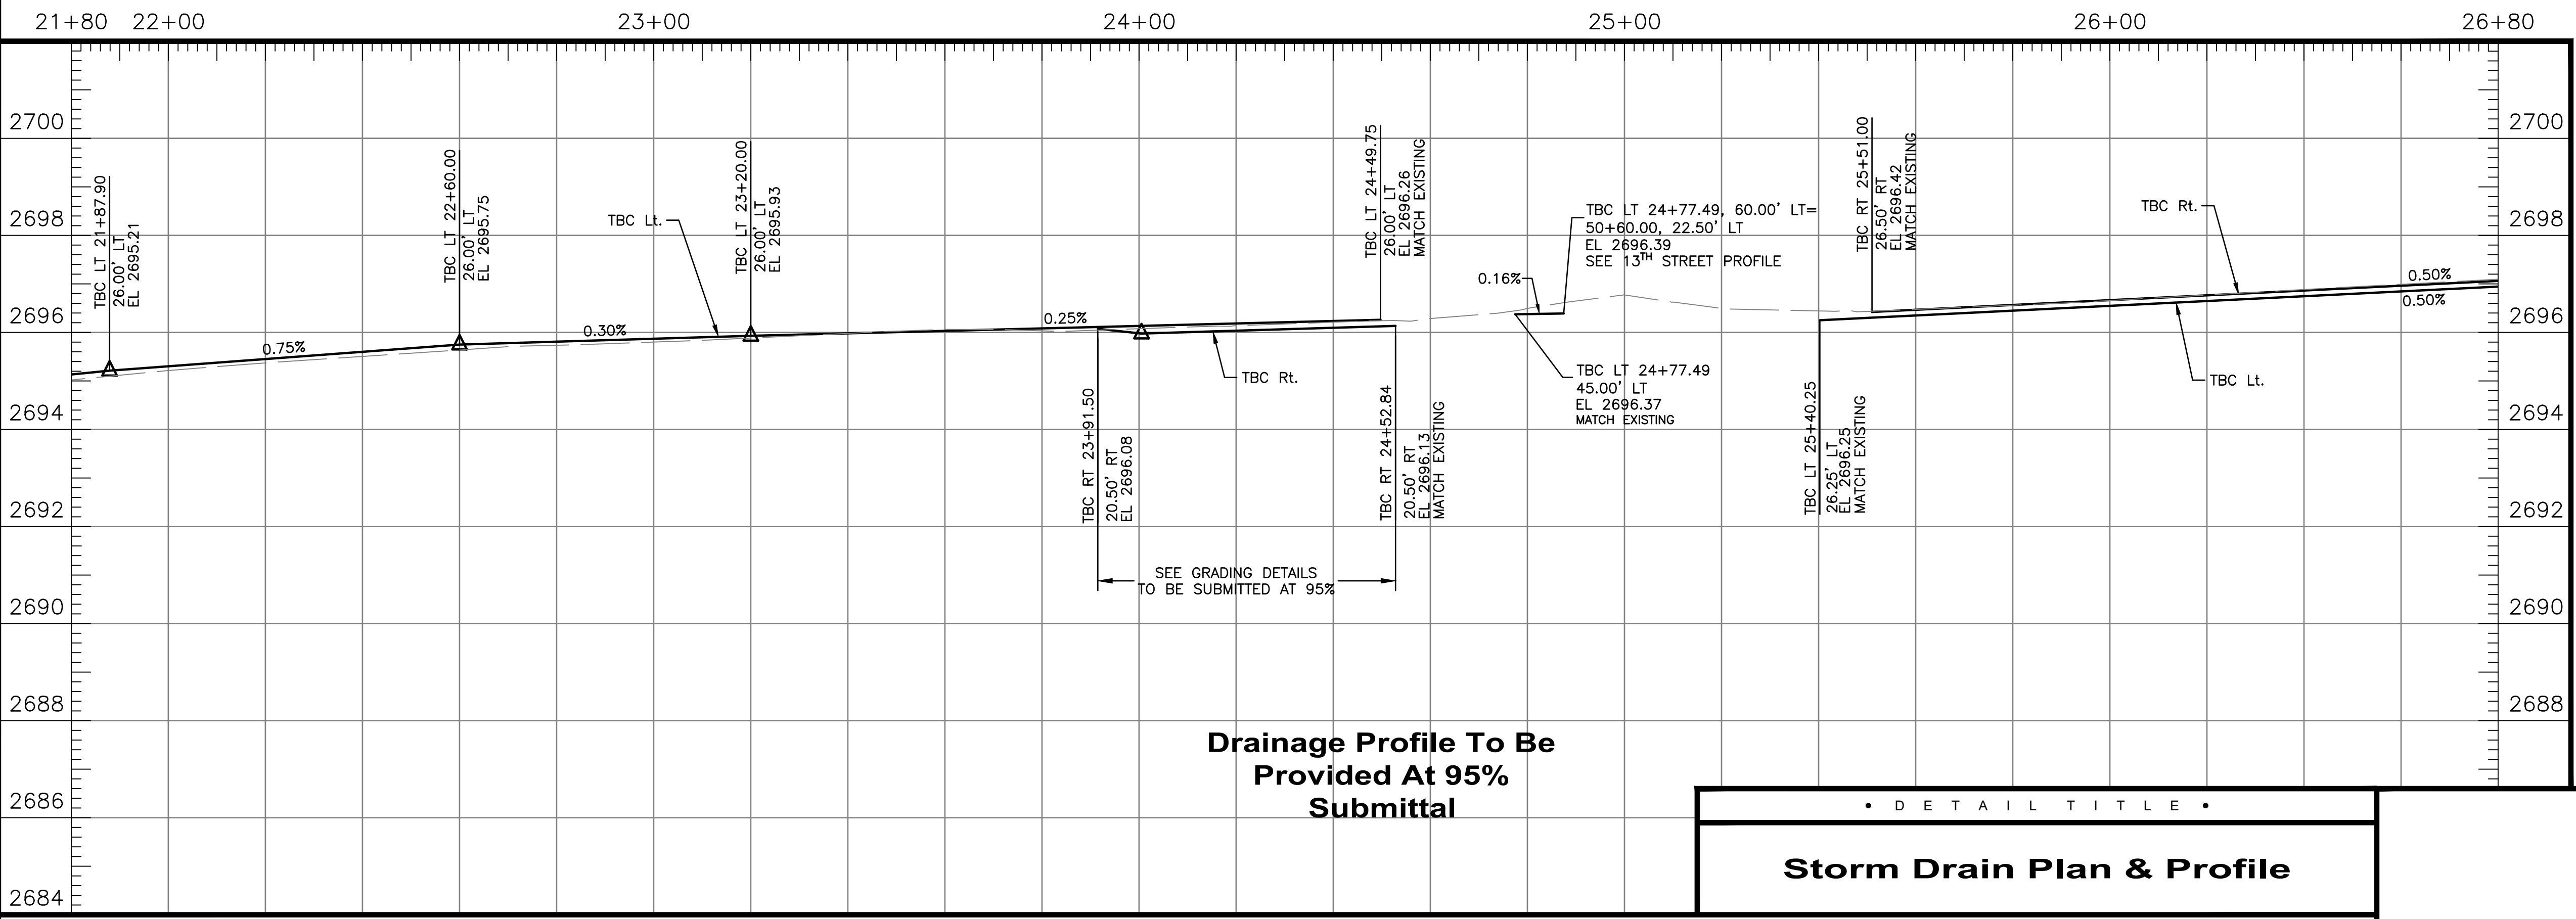 21+80 22+00 23+00 24+00 25+00 26+00 26+80
2700
2698
2696
2694
2692
2690
2688
2686
2684
TBC LT 21+87.90
26.00' LT
EL 2695.21
0.75%
TBC LT 22+60.00
26.00' LT
EL 2695.75
0.30%
TBC Lt.
TBC LT 23+20.00
26.00' LT
EL 2695.93
0.25%
TBC RT 23+91.50
20.50' RT
EL 2696.08
TBC Rt.
TBC LT 24+49.75
26.00' LT
EL 2696.26
MATCH EXISTING
TBC RT 24+52.84
20.50' RT
EL 2696.13
MATCH EXISTING
SEE GRADING DETAILS
TO BE SUBMITTED AT 95%
0.16%
TBC LT 24+77.49, 60.00' LT=
50+60.00, 22.50' LT
EL 2696.39
SEE 13TH STREET PROFILE
TBC LT 24+77.49
45.00' LT
EL 2696.37
MATCH EXISTING
TBC LT 25+40.25
26.25' LT
EL 2696.25
MATCH EXISTING
TBC RT 25+51.00
26.50' RT
EL 2696.42
MATCH EXISTING
TBC Rt.
TBC Lt.
0.50%
0.50%
2700
2698
2696
2694
2692
2690
2688
Drainage Profile To Be
Provided At 95%
Submittal
• DETAIL TITLE •
Storm Drain Plan & Profile